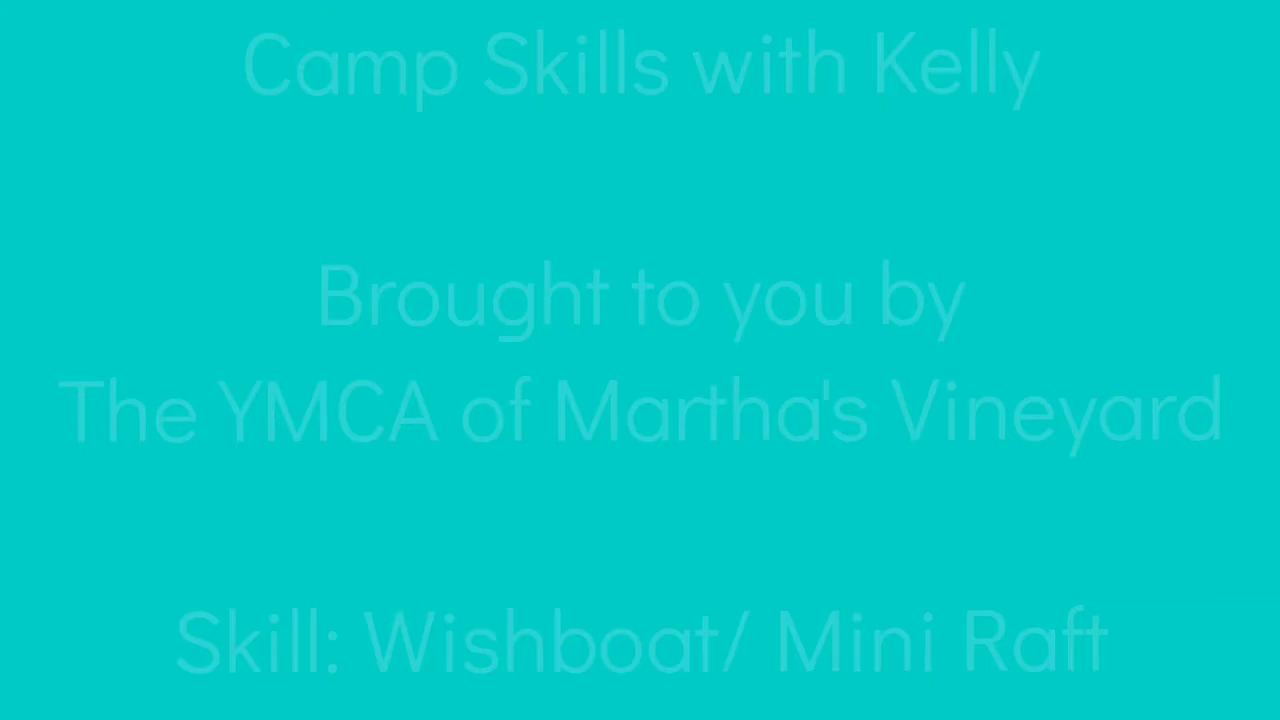 Camp Skills with Kelly
Brought to you by
The YMCA of Martha's Vineyard
Skill: Wishboat/ Mini Raft